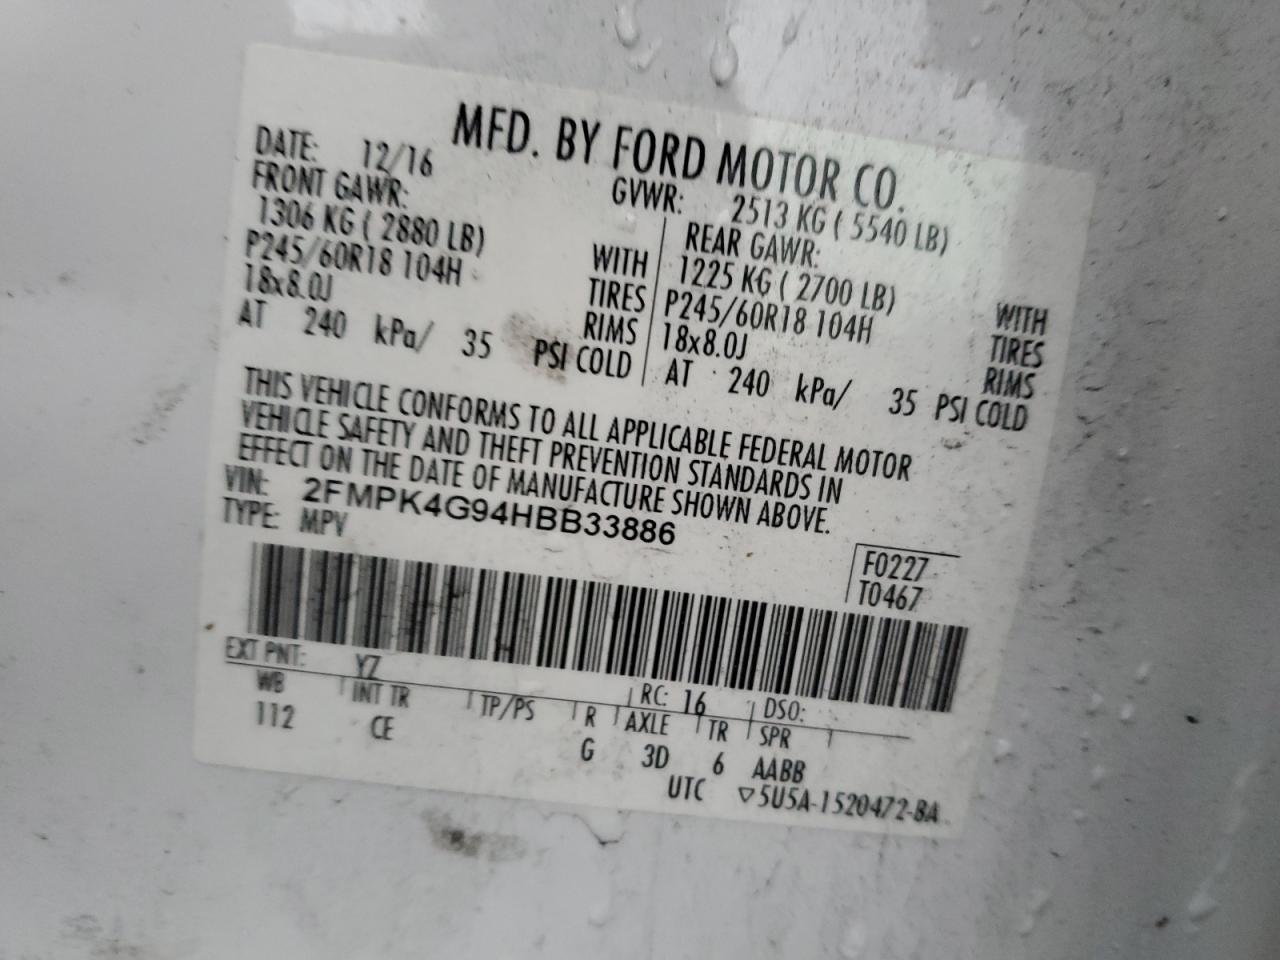 MFD. BY FORD MOTOR CO.
DATE: 12/16 GVWR: 2513 KG ( 5540 LB)
FRONT GAWR: REAR GAWR:
1306 KG ( 2880 LB) WITH 1225 KG ( 2700 LB) WITH
P245/60R18 104H TIRES P245/60R18 104H TIRES
18x8.0J RIMS 18x8.0J RIMS
AT 240 kPa/ 35 PSI COLD AT 240 kPa/ 35 PSI COLD
THIS VEHICLE CONFORMS TO ALL APPLICABLE FEDERAL MOTOR
VEHICLE SAFETY AND THEFT PREVENTION STANDARDS IN
EFFECT ON THE DATE OF MANUFACTURE SHOWN ABOVE.
VIN: 2FMPK4G94HBB33886
TYPE: MPV
F0227
T0467
EXT PNT: YZ RC: 16 DSO:
WB INT TR TP/PS R AXLE TR SPR
112 CE G 3D 6 AABB
UTC ▽5U5A-1520472-BA